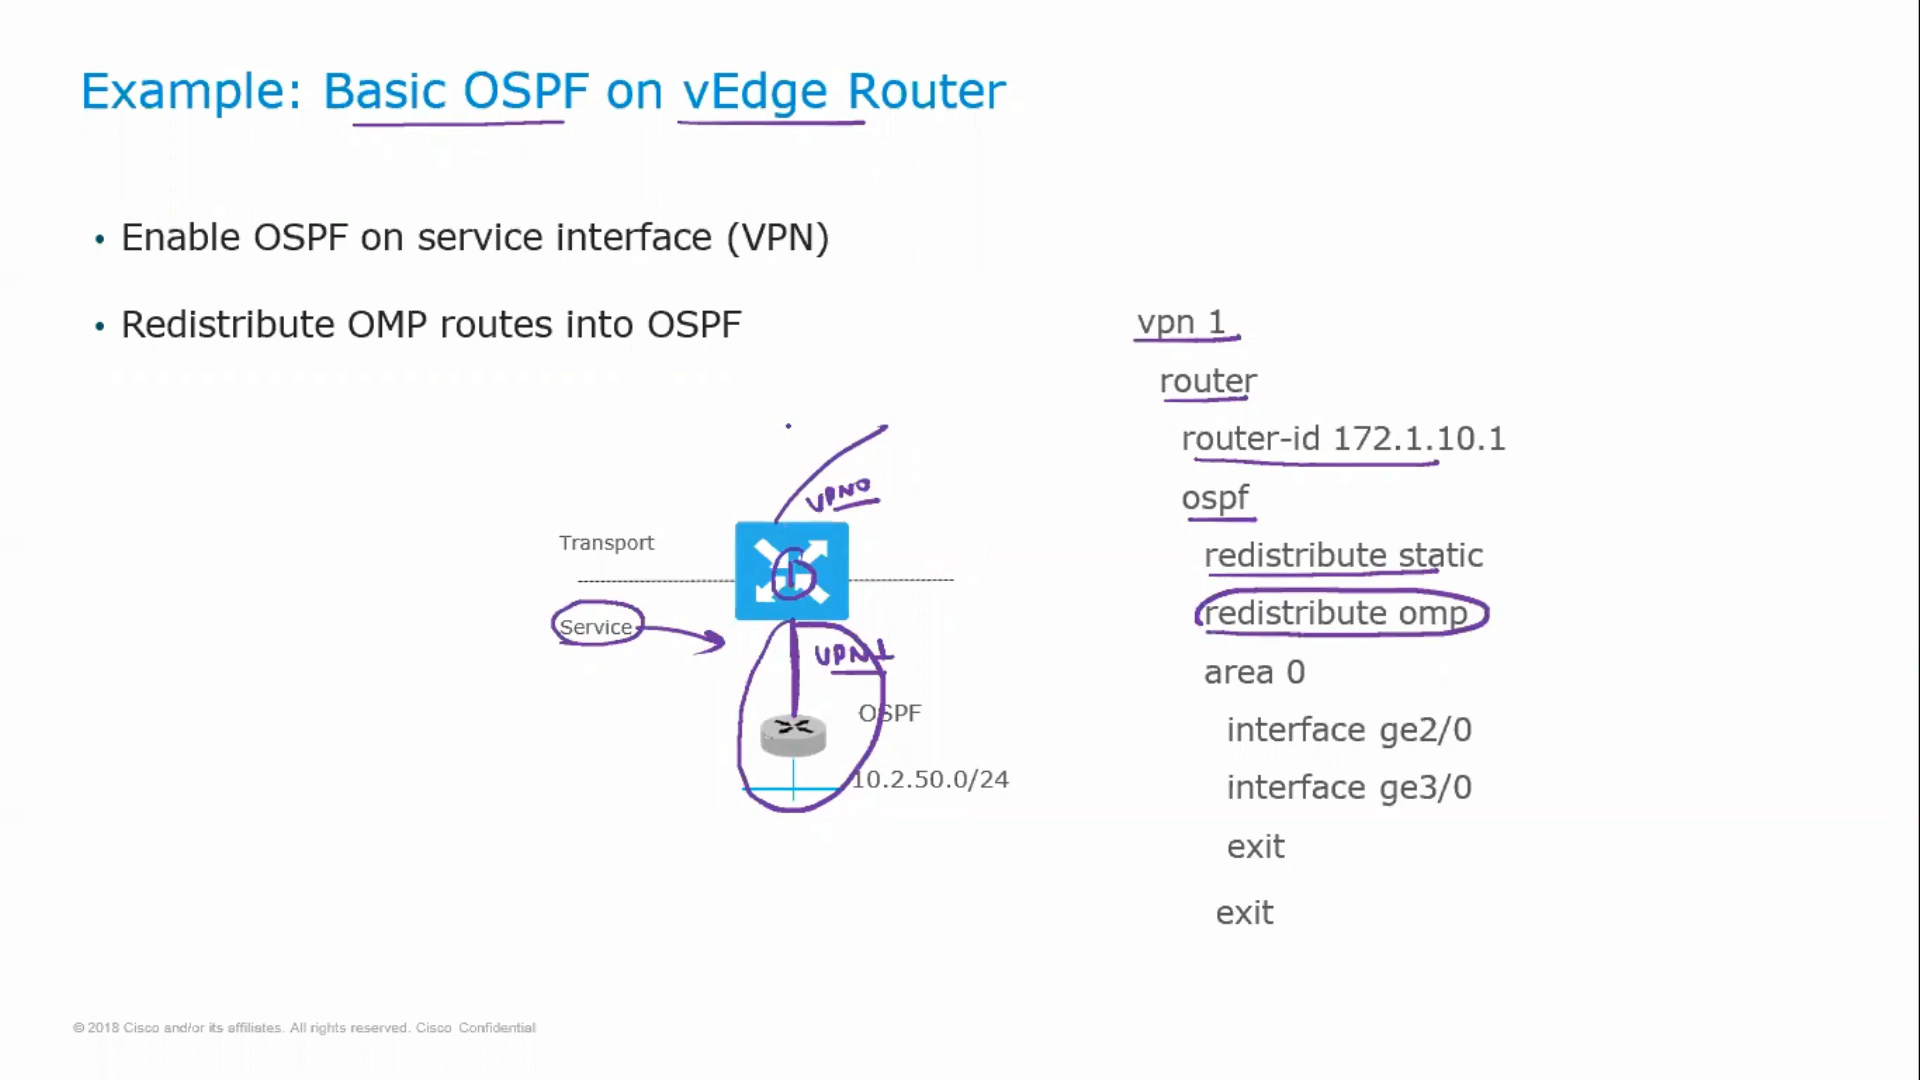 Example: Basic OSPF on vEdge Router
• Enable OSPF on service interface (VPN)
• Redistribute OMP routes into OSPF
VPN0
Transport
Service
VPN 1
OSPF
10.2.50.0/24
vpn 1
router
router-id 172.1.10.1
ospf
redistribute static
redistribute omp
area 0
interface ge2/0
interface ge3/0
exit
exit
© 2018 Cisco and/or its affiliates. All rights reserved. Cisco Confidential